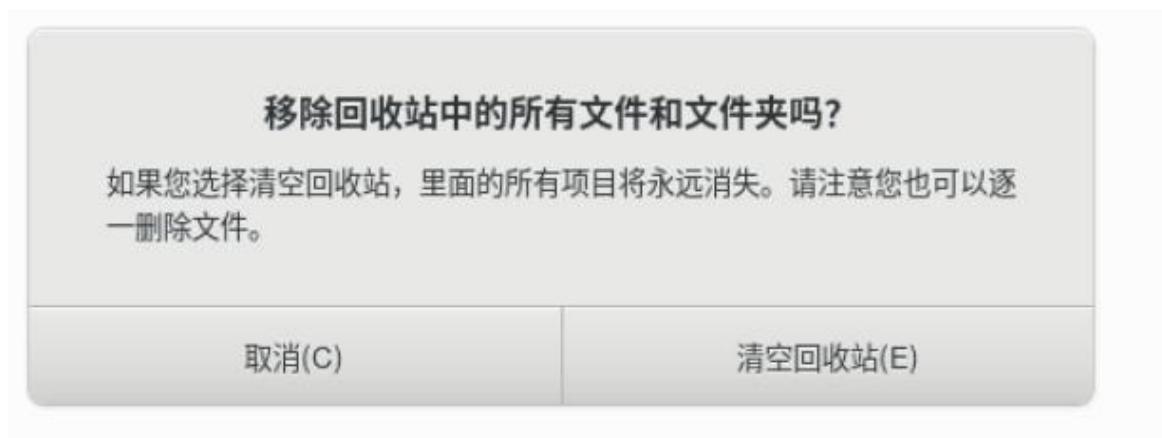 移除回收站中的所有文件和文件夹吗?
如果您选择清空回收站，里面的所有项目将永远消失。请注意您也可以逐
一删除文件。
取消(C)
清空回收站(E)